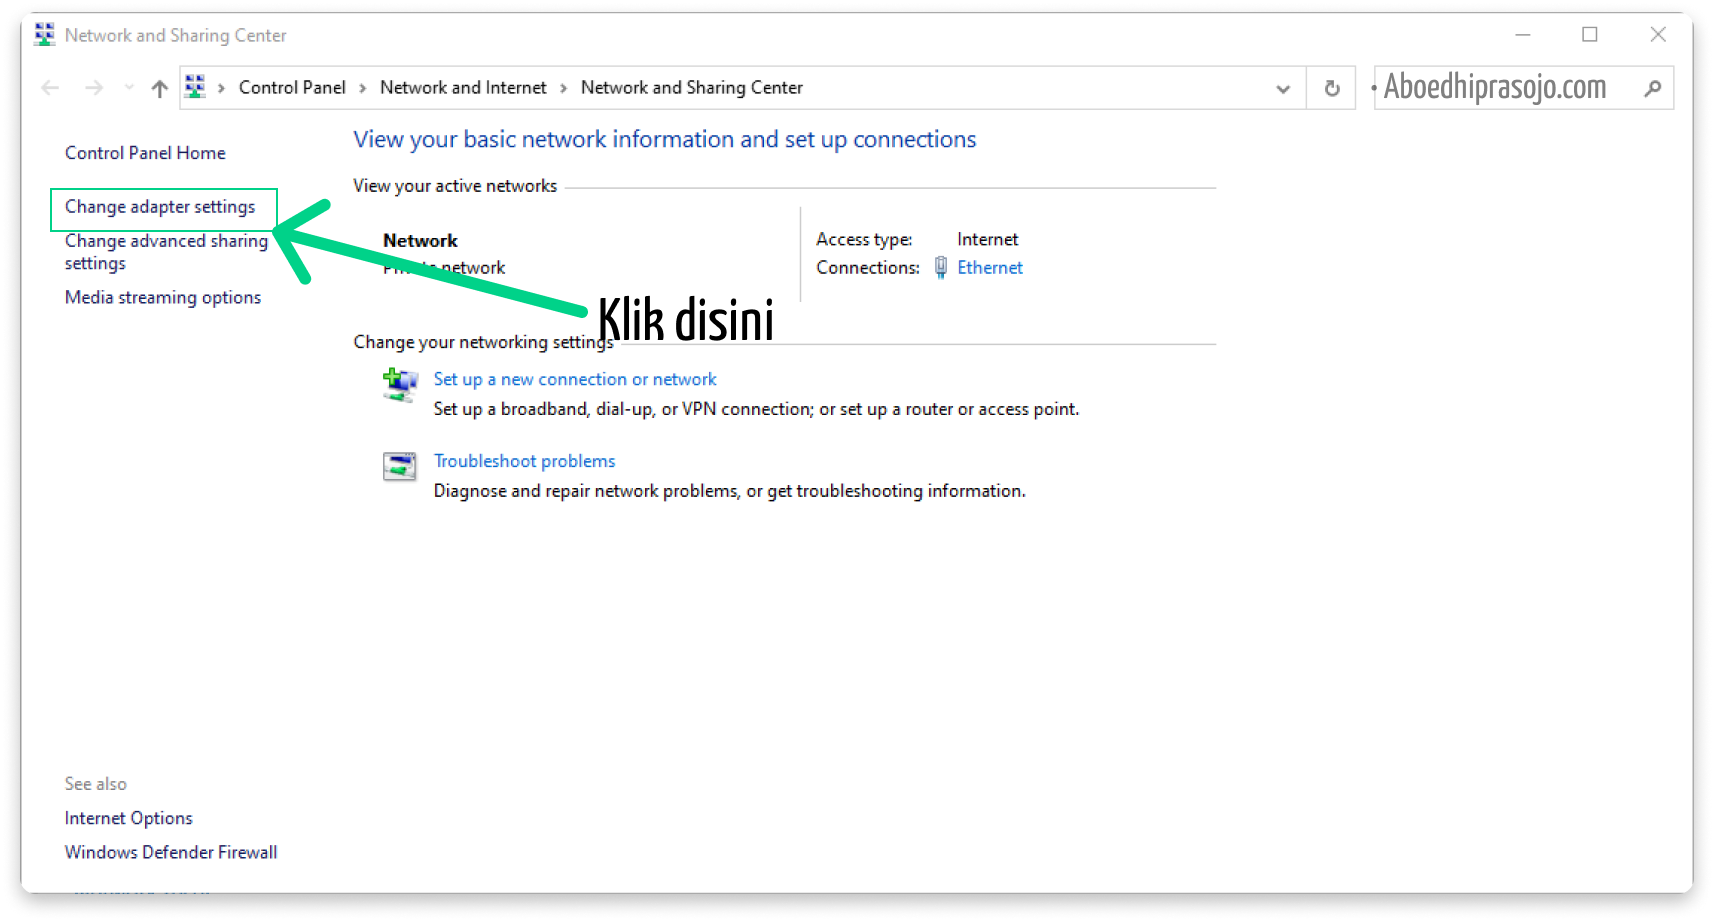 Network and Sharing Center
Control Panel > Network and Internet > Network and Sharing Center
• Aboedhiprasojo.com
Control Panel Home
Change adapter settings
Change advanced sharing
settings
Media streaming options
View your basic network information and set up connections
View your active networks
Network
Private network
Access type: Internet
Connections: Ethernet
Klik disini
Change your networking settings
Set up a new connection or network
Set up a broadband, dial-up, or VPN connection; or set up a router or access point.
Troubleshoot problems
Diagnose and repair network problems, or get troubleshooting information.
See also
Internet Options
Windows Defender Firewall